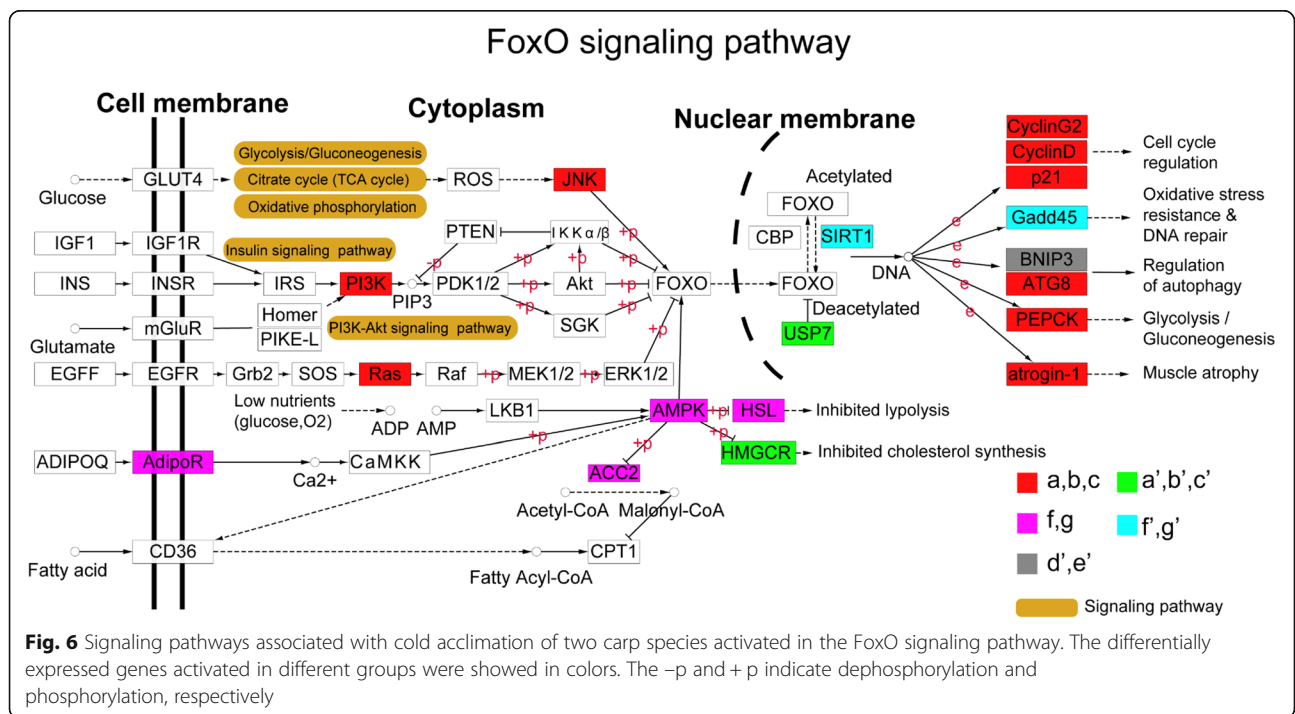 FoxO signaling pathway
Cell membrane
Cytoplasm
Nuclear membrane
Glycolysis/Gluconeogenesis
Citrate cycle (TCA cycle)
Oxidative phosphorylation
Glucose
GLUT4
ROS
JNK
+p
IGF1
IGF1R
Insulin signaling pathway
PTEN
IKKα/β
-p
+p
+p
+p
INS
INSR
IRS
PI3K
PIP3
PDK1/2
+p
Akt
+p
FOXO
Homer
PIKE-L
PI3K-Akt signaling pathway
+p
SGK
+p
Glutamate
mGluR
EGFF
EGFR
Grb2
SOS
Ras
Raf
+p
MEK1/2
+p
ERK1/2
+p
Low nutrients
(glucose,O2)
ADP
AMP
LKB1
AMPK
+p
HSL
Inhibited lypolysis
+p
+p
+p
HMGCR
Inhibited cholesterol synthesis
ADIPOQ
AdipoR
Ca2+
CaMKK
ACC2
Acetyl-CoA
Malonyl-CoA
Fatty acid
CD36
Fatty Acyl-CoA
CPT1
Acetylated
FOXO
CBP
SIRT1
FOXO
Deacetylated
USP7
DNA
e
e
e
e
e
CyclinG2
CyclinD
p21
Cell cycle
regulation
Gadd45
Oxidative stress
resistance &
DNA repair
BNIP3
ATG8
Regulation
of autophagy
PEPCK
Glycolysis /
Gluconeogenesis
atrogin-1
Muscle atrophy
a,b,c
a',b',c'
f,g
f',g'
d',e'
Signaling pathway
Fig. 6 Signaling pathways associated with cold acclimation of two carp species activated in the FoxO signaling pathway. The differentially
expressed genes activated in different groups were showed in colors. The –p and + p indicate dephosphorylation and
phosphorylation, respectively